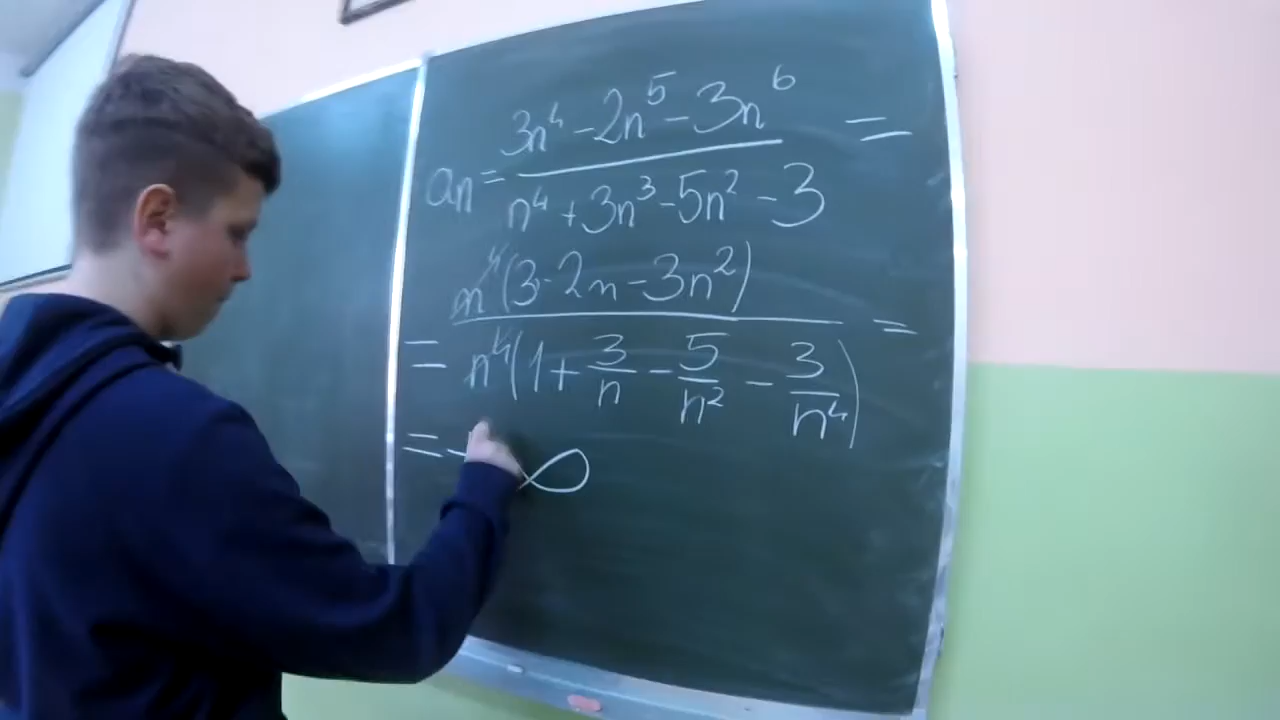 aₙ = (3n⁴ - 2n⁵ - 3n⁶) / (n⁴ + 3n³ - 5n² - 3) =
= n⁴(3 - 2n - 3n²) / n⁴(1 + 3/n - 5/n² - 3/n⁴) =
= - ∞